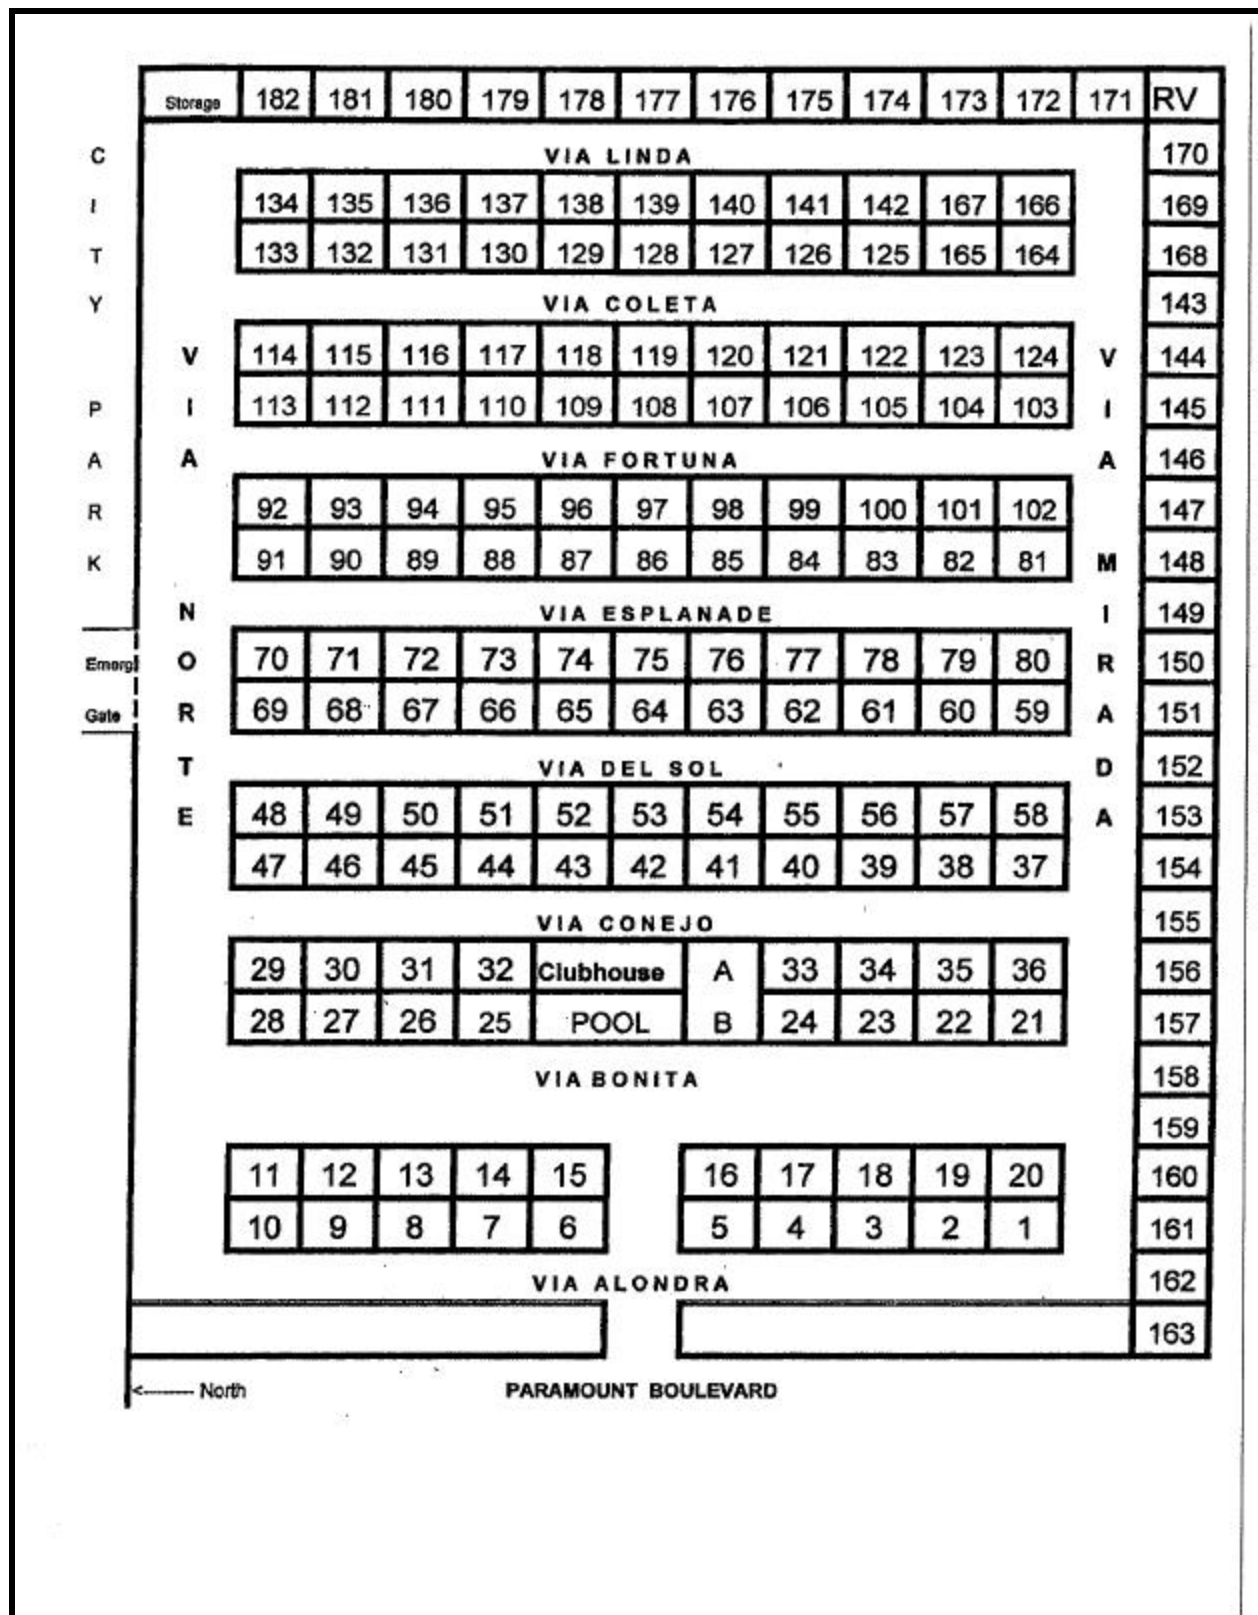 Storage 182 181 180 179 178 177 176 175 174 173 172 171 RV
C VIA LINDA 170
I 134 135 136 137 138 139 140 141 142 167 166 169
T 133 132 131 130 129 128 127 126 125 165 164 168
Y VIA COLETA 143
V 114 115 116 117 118 119 120 121 122 123 124 V 144
P I 113 112 111 110 109 108 107 106 105 104 103 I 145
A A VIA FORTUNA A 146
R 92 93 94 95 96 97 98 99 100 101 102 147
K 91 90 89 88 87 86 85 84 83 82 81 M 148
N VIA ESPLANADE I 149
Emerg O 70 71 72 73 74 75 76 77 78 79 80 R 150
Gate R 69 68 67 66 65 64 63 62 61 60 59 A 151
T VIA DEL SOL D 152
E 48 49 50 51 52 53 54 55 56 57 58 A 153
47 46 45 44 43 42 41 40 39 38 37 154
VIA CONEJO 155
29 30 31 32 Clubhouse A 33 34 35 36 156
28 27 26 25 POOL B 24 23 22 21 157
VIA BONITA 158
159
11 12 13 14 15 16 17 18 19 20 160
10 9 8 7 6 5 4 3 2 1 161
VIA ALONDRA 162
163
<------- North PARAMOUNT BOULEVARD